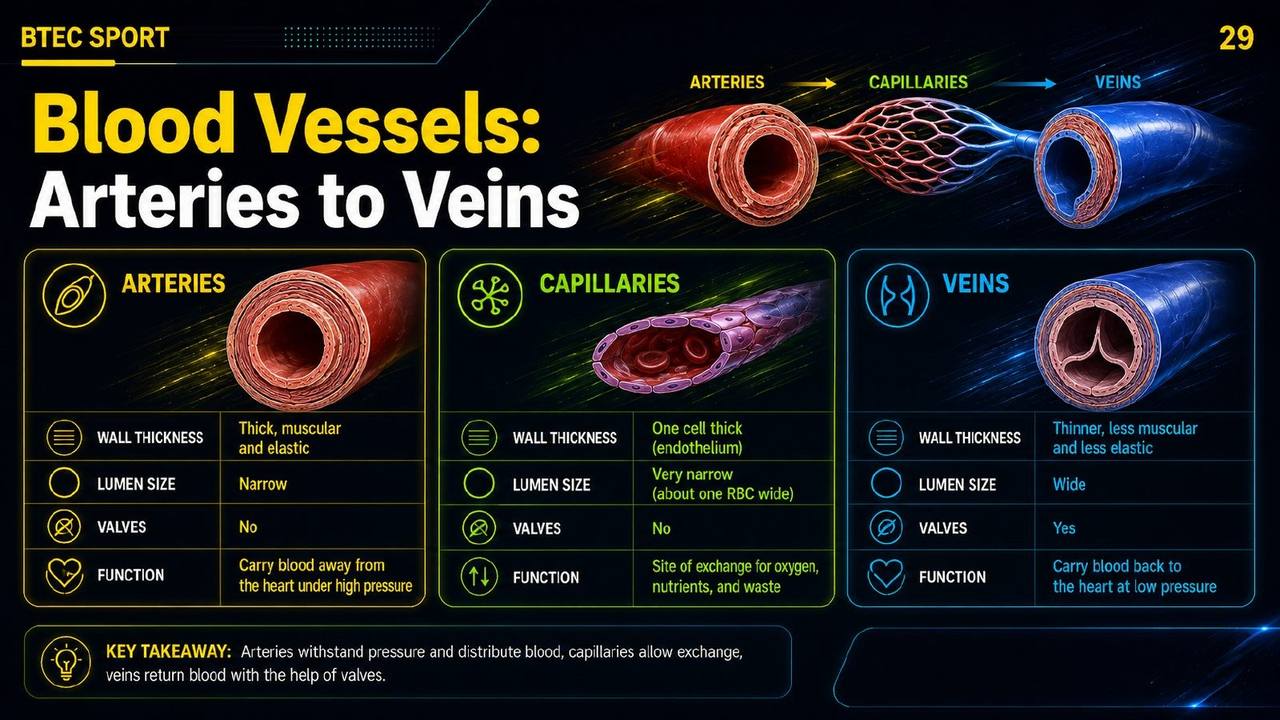 BTEC SPORT
29
Blood Vessels:
Arteries to Veins
ARTERIES
CAPILLARIES
VEINS
ARTERIES
WALL THICKNESS
Thick, muscular
and elastic
LUMEN SIZE
Narrow
VALVES
No
FUNCTION
Carry blood away from
the heart under high pressure
CAPILLARIES
WALL THICKNESS
One cell thick
(endothelium)
LUMEN SIZE
Very narrow
(about one RBC wide)
VALVES
No
FUNCTION
Site of exchange for oxygen,
nutrients, and waste
VEINS
WALL THICKNESS
Thinner, less muscular
and less elastic
LUMEN SIZE
Wide
VALVES
Yes
FUNCTION
Carry blood back to
the heart at low pressure
KEY TAKEAWAY: Arteries withstand pressure and distribute blood, capillaries allow exchange,
veins return blood with the help of valves.